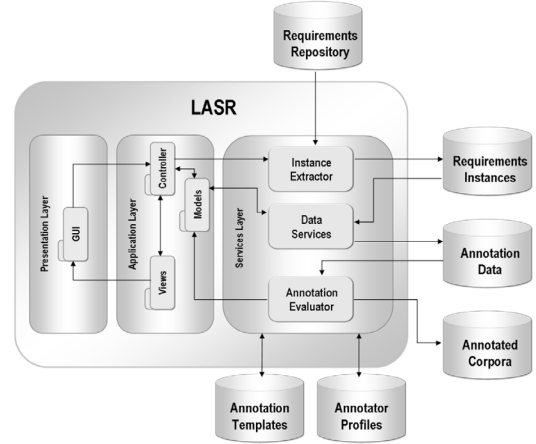 Requirements
Repository
LASR
Presentation Layer
GUI
Application Layer
Controller
Models
Views
Services Layer
Instance
Extractor
Data
Services
Annotation
Evaluator
Requirements
Instances
Annotation
Data
Annotated
Corpora
Annotation
Templates
Annotator
Profiles